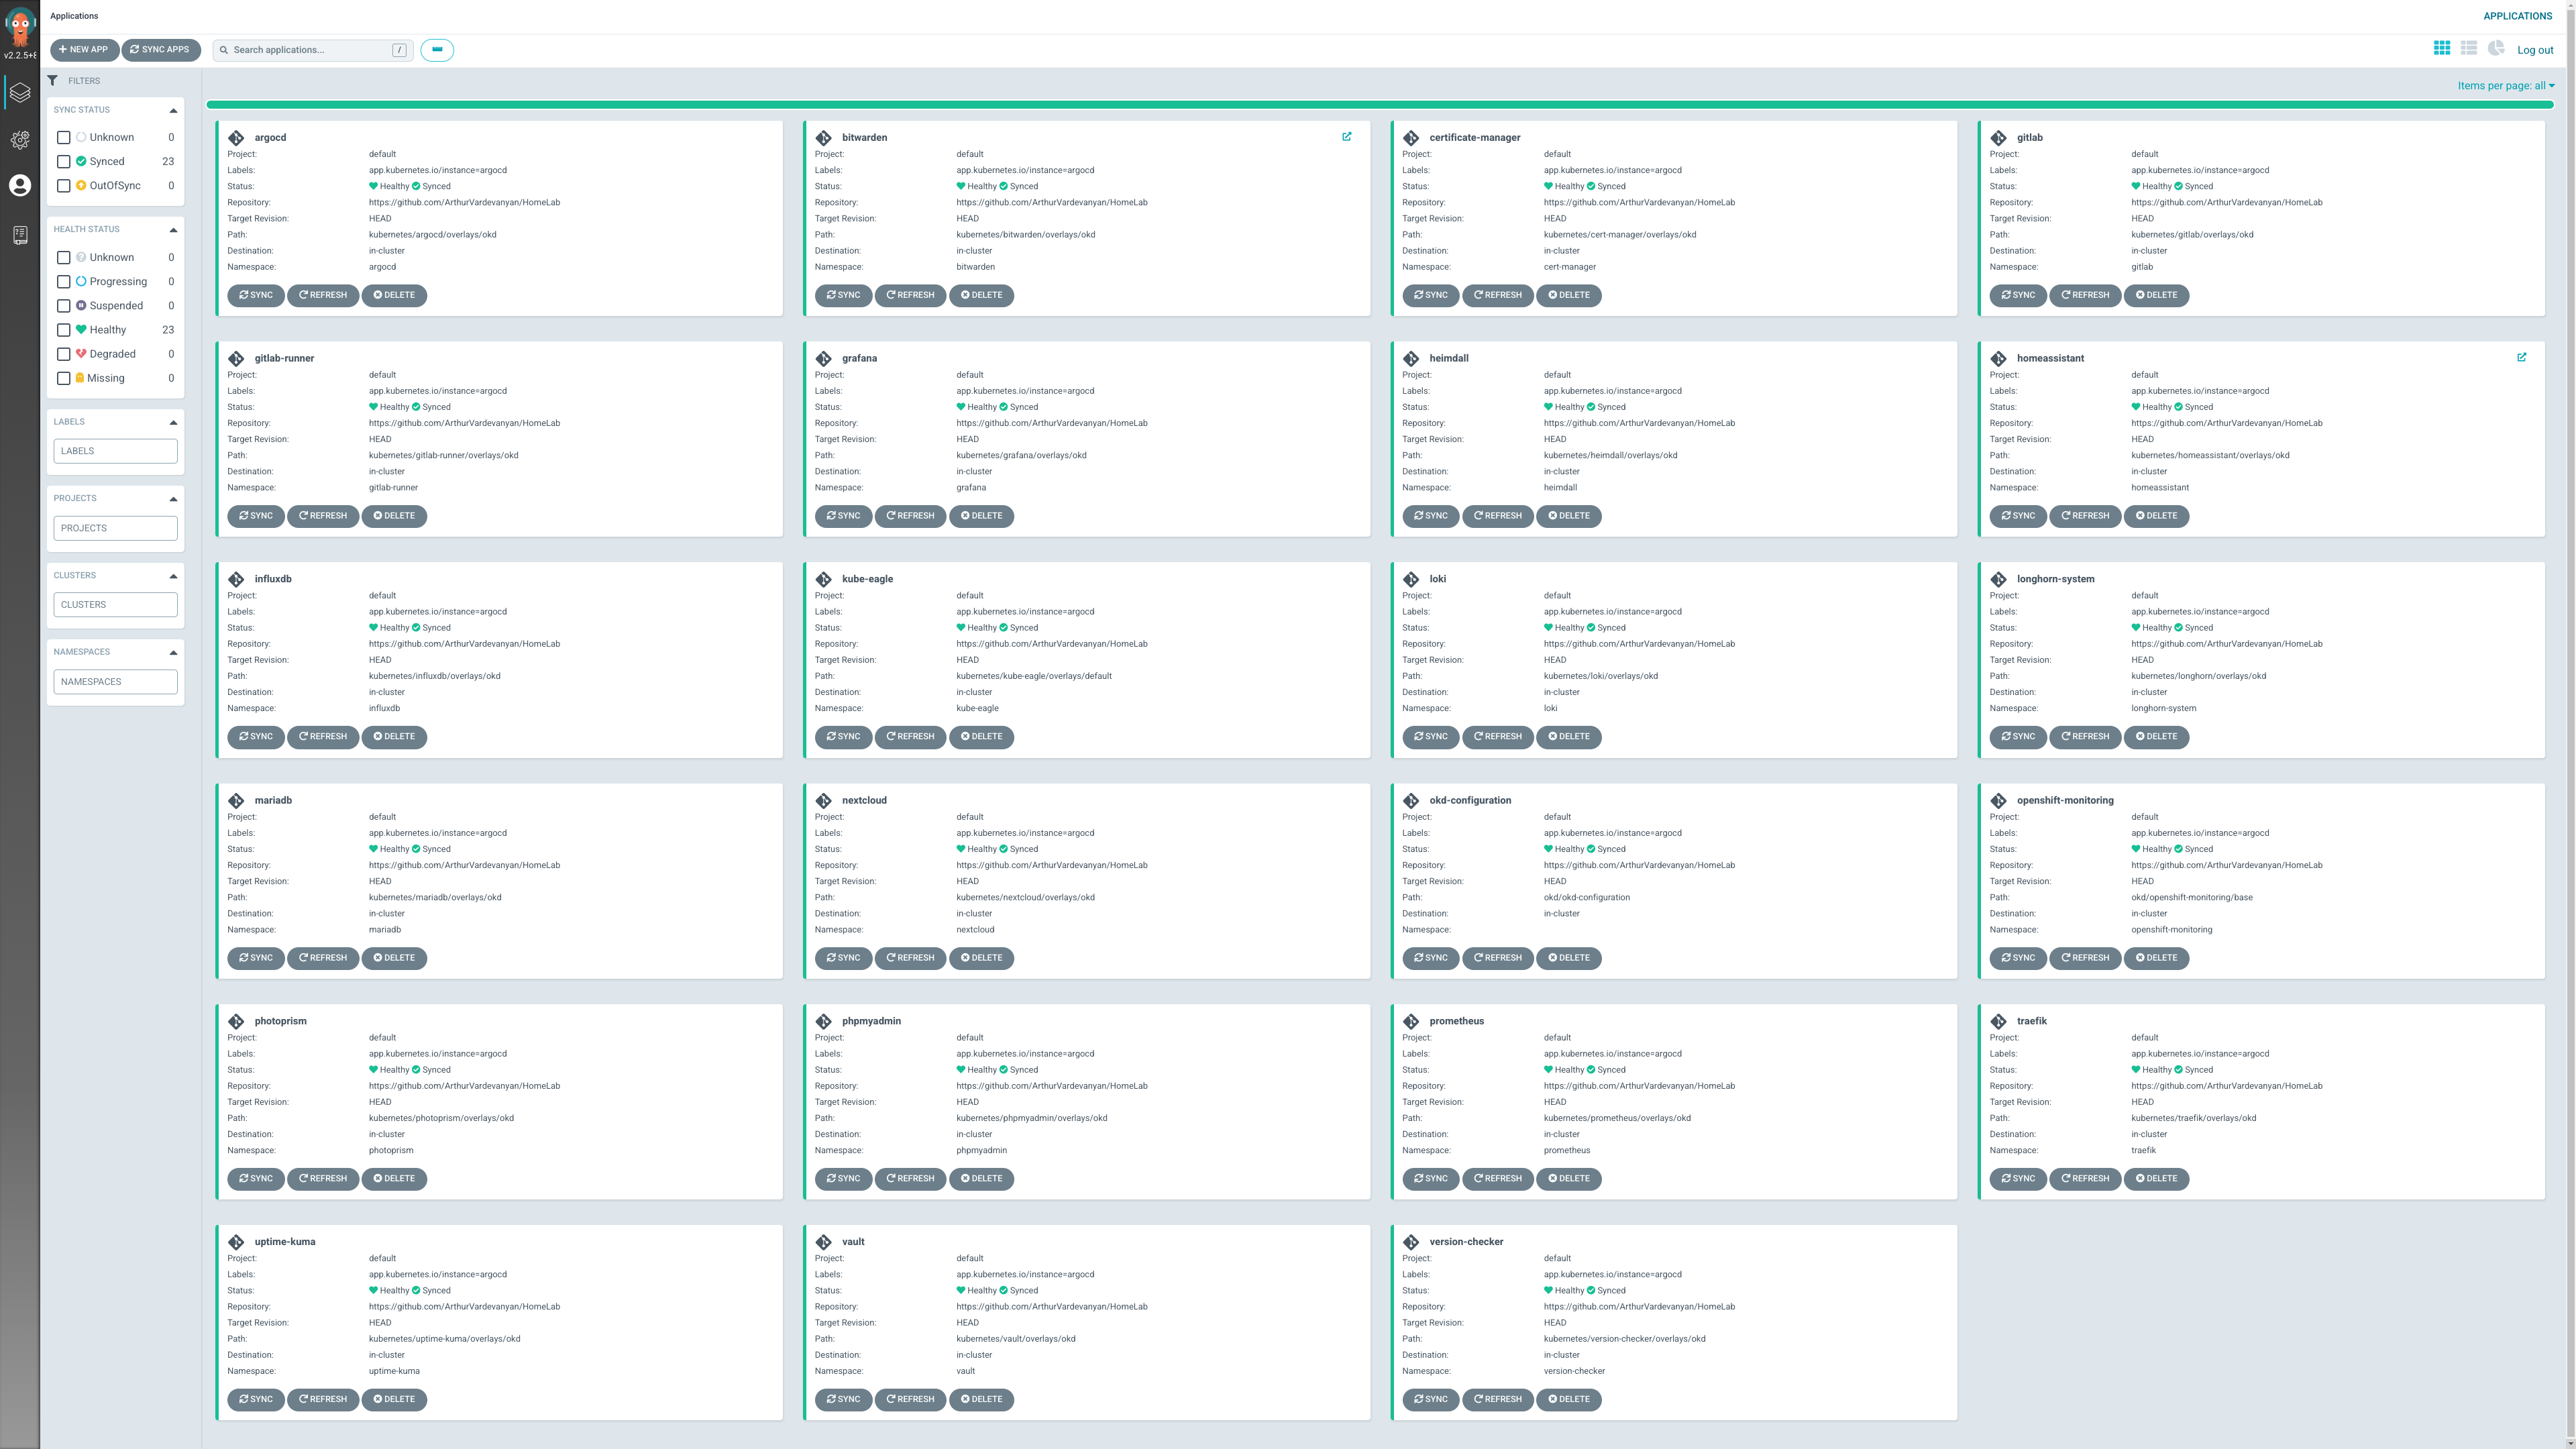 Applications
APPLICATIONS
v2.2.5+8
NEW APP SYNC APPS Search applications... / Log out
FILTERS
Items per page: all
SYNC STATUS
Unknown 0
Synced 23
OutOfSync 0
HEALTH STATUS
Unknown 0
Progressing 0
Suspended 0
Healthy 23
Degraded 0
Missing 0
LABELS
LABELS
PROJECTS
PROJECTS
CLUSTERS
CLUSTERS
NAMESPACES
NAMESPACES
argocd
Project: default
Labels: app.kubernetes.io/instance=argocd
Status: Healthy Synced
Repository: https://github.com/ArthurVardevanyan/HomeLab
Target Revision: HEAD
Path: kubernetes/argocd/overlays/okd
Destination: in-cluster
Namespace: argocd
SYNC REFRESH DELETE
bitwarden
Project: default
Labels: app.kubernetes.io/instance=argocd
Status: Healthy Synced
Repository: https://github.com/ArthurVardevanyan/HomeLab
Target Revision: HEAD
Path: kubernetes/bitwarden/overlays/okd
Destination: in-cluster
Namespace: bitwarden
SYNC REFRESH DELETE
certificate-manager
Project: default
Labels: app.kubernetes.io/instance=argocd
Status: Healthy Synced
Repository: https://github.com/ArthurVardevanyan/HomeLab
Target Revision: HEAD
Path: kubernetes/cert-manager/overlays/okd
Destination: in-cluster
Namespace: cert-manager
SYNC REFRESH DELETE
gitlab
Project: default
Labels: app.kubernetes.io/instance=argocd
Status: Healthy Synced
Repository: https://github.com/ArthurVardevanyan/HomeLab
Target Revision: HEAD
Path: kubernetes/gitlab/overlays/okd
Destination: in-cluster
Namespace: gitlab
SYNC REFRESH DELETE
gitlab-runner
Project: default
Labels: app.kubernetes.io/instance=argocd
Status: Healthy Synced
Repository: https://github.com/ArthurVardevanyan/HomeLab
Target Revision: HEAD
Path: kubernetes/gitlab-runner/overlays/okd
Destination: in-cluster
Namespace: gitlab-runner
SYNC REFRESH DELETE
grafana
Project: default
Labels: app.kubernetes.io/instance=argocd
Status: Healthy Synced
Repository: https://github.com/ArthurVardevanyan/HomeLab
Target Revision: HEAD
Path: kubernetes/grafana/overlays/okd
Destination: in-cluster
Namespace: grafana
SYNC REFRESH DELETE
heimdall
Project: default
Labels: app.kubernetes.io/instance=argocd
Status: Healthy Synced
Repository: https://github.com/ArthurVardevanyan/HomeLab
Target Revision: HEAD
Path: kubernetes/heimdall/overlays/okd
Destination: in-cluster
Namespace: heimdall
SYNC REFRESH DELETE
homeassistant
Project: default
Labels: app.kubernetes.io/instance=argocd
Status: Healthy Synced
Repository: https://github.com/ArthurVardevanyan/HomeLab
Target Revision: HEAD
Path: kubernetes/homeassistant/overlays/okd
Destination: in-cluster
Namespace: homeassistant
SYNC REFRESH DELETE
influxdb
Project: default
Labels: app.kubernetes.io/instance=argocd
Status: Healthy Synced
Repository: https://github.com/ArthurVardevanyan/HomeLab
Target Revision: HEAD
Path: kubernetes/influxdb/overlays/okd
Destination: in-cluster
Namespace: influxdb
SYNC REFRESH DELETE
kube-eagle
Project: default
Labels: app.kubernetes.io/instance=argocd
Status: Healthy Synced
Repository: https://github.com/ArthurVardevanyan/HomeLab
Target Revision: HEAD
Path: kubernetes/kube-eagle/overlays/default
Destination: in-cluster
Namespace: kube-eagle
SYNC REFRESH DELETE
loki
Project: default
Labels: app.kubernetes.io/instance=argocd
Status: Healthy Synced
Repository: https://github.com/ArthurVardevanyan/HomeLab
Target Revision: HEAD
Path: kubernetes/loki/overlays/okd
Destination: in-cluster
Namespace: loki
SYNC REFRESH DELETE
longhorn-system
Project: default
Labels: app.kubernetes.io/instance=argocd
Status: Healthy Synced
Repository: https://github.com/ArthurVardevanyan/HomeLab
Target Revision: HEAD
Path: kubernetes/longhorn/overlays/okd
Destination: in-cluster
Namespace: longhorn-system
SYNC REFRESH DELETE
mariadb
Project: default
Labels: app.kubernetes.io/instance=argocd
Status: Healthy Synced
Repository: https://github.com/ArthurVardevanyan/HomeLab
Target Revision: HEAD
Path: kubernetes/mariadb/overlays/okd
Destination: in-cluster
Namespace: mariadb
SYNC REFRESH DELETE
nextcloud
Project: default
Labels: app.kubernetes.io/instance=argocd
Status: Healthy Synced
Repository: https://github.com/ArthurVardevanyan/HomeLab
Target Revision: HEAD
Path: kubernetes/nextcloud/overlays/okd
Destination: in-cluster
Namespace: nextcloud
SYNC REFRESH DELETE
okd-configuration
Project: default
Labels: app.kubernetes.io/instance=argocd
Status: Healthy Synced
Repository: https://github.com/ArthurVardevanyan/HomeLab
Target Revision: HEAD
Path: okd/okd-configuration
Destination: in-cluster
Namespace:
SYNC REFRESH DELETE
openshift-monitoring
Project: default
Labels: app.kubernetes.io/instance=argocd
Status: Healthy Synced
Repository: https://github.com/ArthurVardevanyan/HomeLab
Target Revision: HEAD
Path: okd/openshift-monitoring/base
Destination: in-cluster
Namespace: openshift-monitoring
SYNC REFRESH DELETE
photoprism
Project: default
Labels: app.kubernetes.io/instance=argocd
Status: Healthy Synced
Repository: https://github.com/ArthurVardevanyan/HomeLab
Target Revision: HEAD
Path: kubernetes/photoprism/overlays/okd
Destination: in-cluster
Namespace: photoprism
SYNC REFRESH DELETE
phpmyadmin
Project: default
Labels: app.kubernetes.io/instance=argocd
Status: Healthy Synced
Repository: https://github.com/ArthurVardevanyan/HomeLab
Target Revision: HEAD
Path: kubernetes/phpmyadmin/overlays/okd
Destination: in-cluster
Namespace: phpmyadmin
SYNC REFRESH DELETE
prometheus
Project: default
Labels: app.kubernetes.io/instance=argocd
Status: Healthy Synced
Repository: https://github.com/ArthurVardevanyan/HomeLab
Target Revision: HEAD
Path: kubernetes/prometheus/overlays/okd
Destination: in-cluster
Namespace: prometheus
SYNC REFRESH DELETE
traefik
Project: default
Labels: app.kubernetes.io/instance=argocd
Status: Healthy Synced
Repository: https://github.com/ArthurVardevanyan/HomeLab
Target Revision: HEAD
Path: kubernetes/traefik/overlays/okd
Destination: in-cluster
Namespace: traefik
SYNC REFRESH DELETE
uptime-kuma
Project: default
Labels: app.kubernetes.io/instance=argocd
Status: Healthy Synced
Repository: https://github.com/ArthurVardevanyan/HomeLab
Target Revision: HEAD
Path: kubernetes/uptime-kuma/overlays/okd
Destination: in-cluster
Namespace: uptime-kuma
SYNC REFRESH DELETE
vault
Project: default
Labels: app.kubernetes.io/instance=argocd
Status: Healthy Synced
Repository: https://github.com/ArthurVardevanyan/HomeLab
Target Revision: HEAD
Path: kubernetes/vault/overlays/okd
Destination: in-cluster
Namespace: vault
SYNC REFRESH DELETE
version-checker
Project: default
Labels: app.kubernetes.io/instance=argocd
Status: Healthy Synced
Repository: https://github.com/ArthurVardevanyan/HomeLab
Target Revision: HEAD
Path: kubernetes/version-checker/overlays/okd
Destination: in-cluster
Namespace: version-checker
SYNC REFRESH DELETE